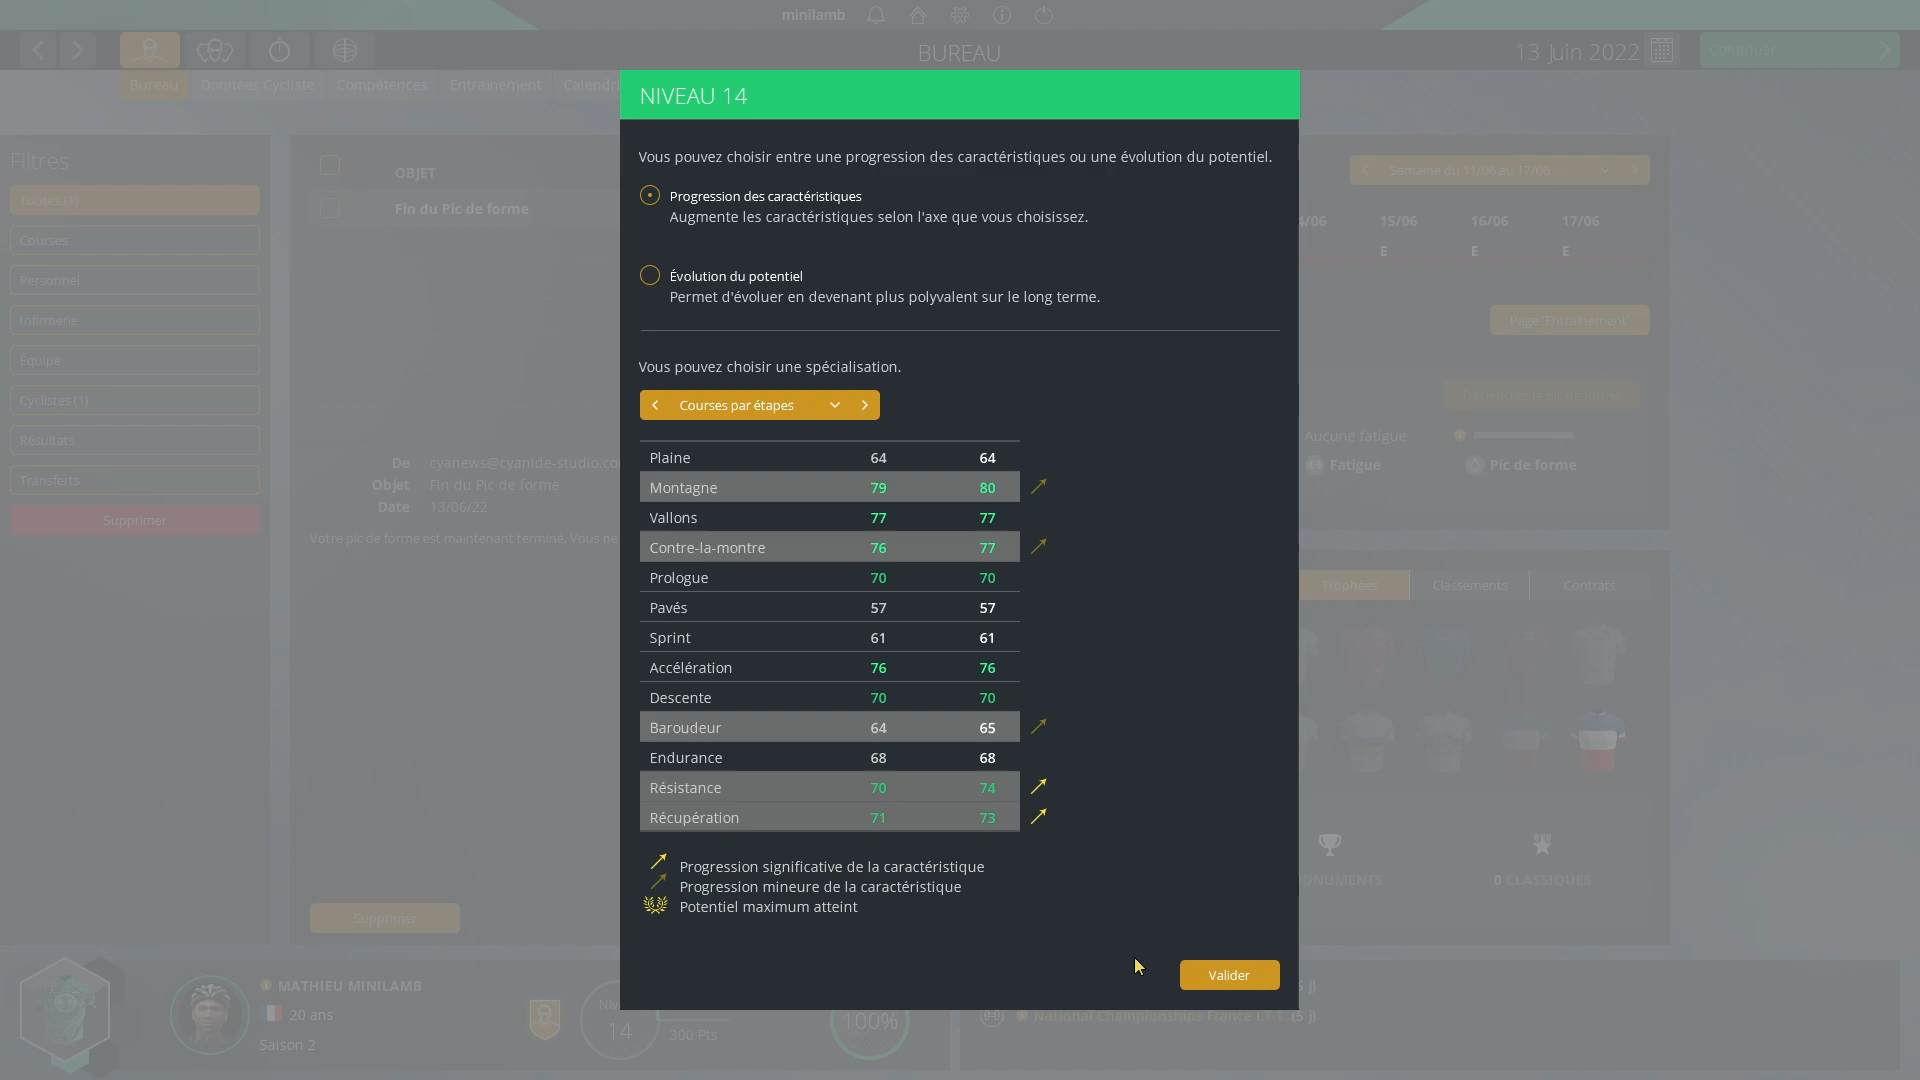 minilamb
BUREAU
13 Juin 2022
Continuer
Bureau
Données Cycliste
Compétences
Entraînement
NIVEAU 14
Vous pouvez choisir entre une progression des caractéristiques ou une évolution du potentiel.
Progression des caractéristiques
Augmente les caractéristiques selon l'axe que vous choisissez.
Évolution du potentiel
Permet d'évoluer en devenant plus polyvalent sur le long terme.
Vous pouvez choisir une spécialisation.
Courses par étapes
Plaine 64 64
Montagne 79 80
Vallons 77 77
Contre-la-montre 76 77
Prologue 70 70
Pavés 57 57
Sprint 61 61
Accélération 76 76
Descente 70 70
Baroudeur 64 65
Endurance 68 68
Résistance 70 74
Récupération 71 73
Progression significative de la caractéristique
Progression mineure de la caractéristique
Potentiel maximum atteint
Valider
Filtres
Toutes (1)
Courses
Personnel
Infirmerie
Équipe
Cyclistes (1)
Résultats
Transferts
Supprimer
OBJET
Fin du Pic de forme
De cyanews@cyanide-studio.co
Objet Fin du Pic de forme
Date 13/06/22
Votre pic de forme est maintenant terminé. Vous ne
Supprimer
Semaine du 11/06 au 17/06
/06 15/06 16/06 17/06
E E E
Page 'Entraînement'
Déclencher le pic de forme
Aucune fatigue
Fatigue
Pic de forme
Trophées
Classements
Contrats
0 CLASSIQUES
MATHIEU MINILAMB
20 ans
Saison 2
14
300 Pts
100%
National Championships France I.T.T. (5 j)